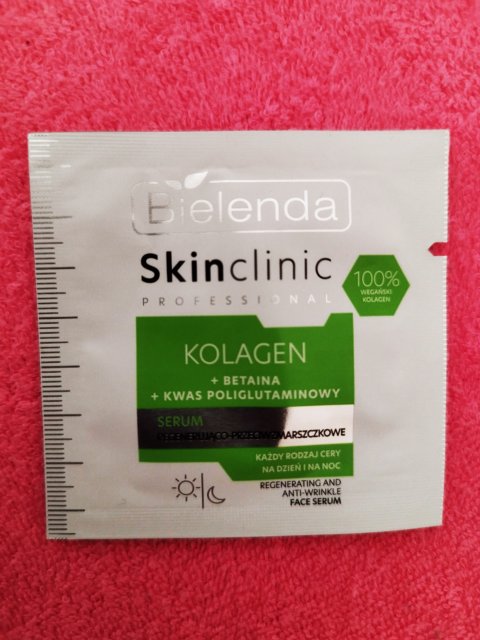 Bielenda
Skinclinic
PROFESSIONAL
100%
WEGAŃSKI
KOLAGEN
KOLAGEN
+ BETAINA
+ KWAS POLIGLUTAMINOWY
SERUM
REGENERUJĄCO-PRZECIWZMARSZCZKOWE
KAŻDY RODZAJ CERY
NA DZIEŃ I NA NOC
REGENERATING AND
ANTI-WRINKLE
FACE SERUM